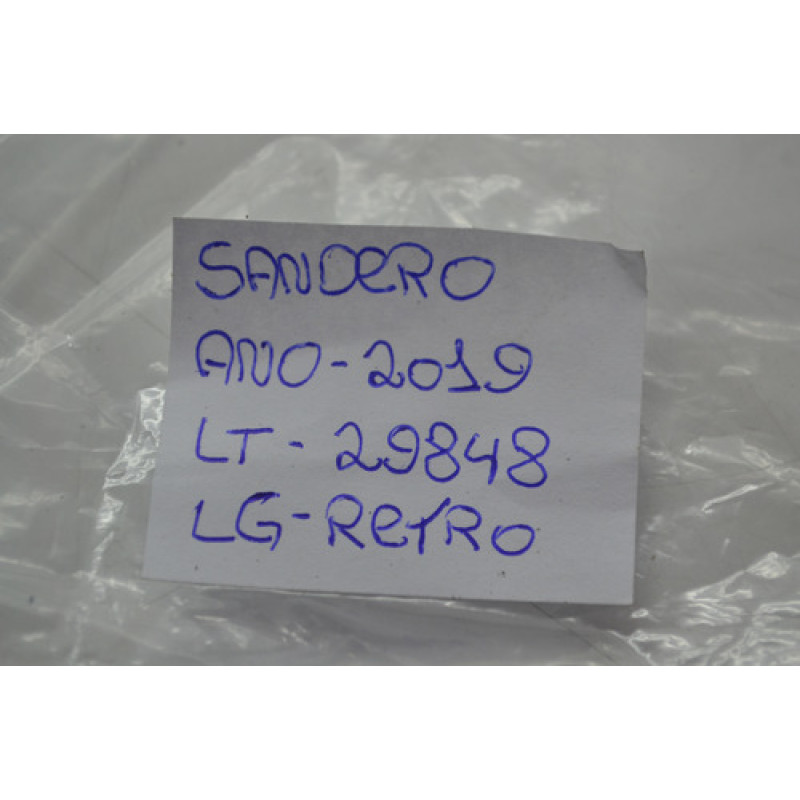 SANDeRO
ANO-2019
LT-29848
LG-ReTRO